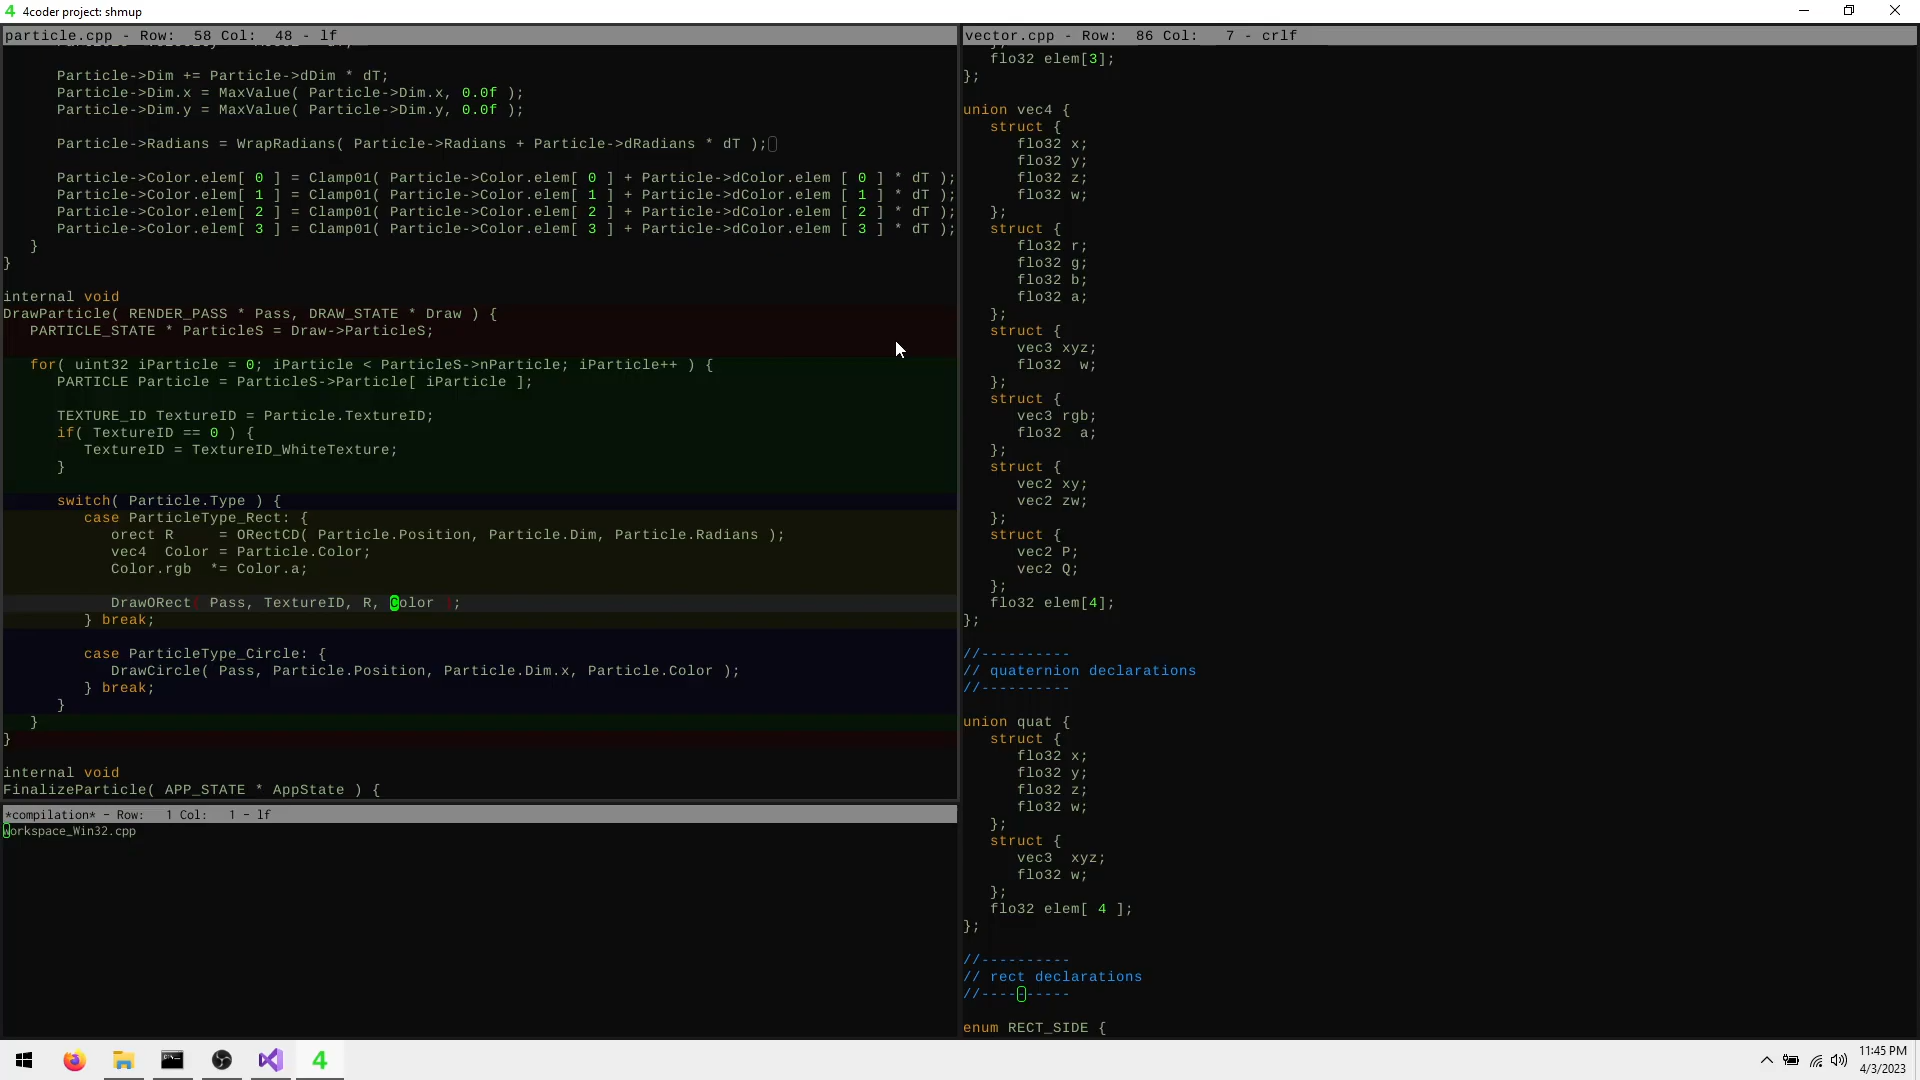 4 4coder project: shmup
particle.cpp - Row: 58 Col: 48 - lf
Particle->Dim += Particle->dDim * dT;
Particle->Dim.x = MaxValue( Particle->Dim.x, 0.0f );
Particle->Dim.y = MaxValue( Particle->Dim.y, 0.0f );
Particle->Radians = WrapRadians( Particle->Radians + Particle->dRadians * dT );
Particle->Color.elem[ 0 ] = Clamp01( Particle->Color.elem[ 0 ] + Particle->dColor.elem [ 0 ] * dT );
Particle->Color.elem[ 1 ] = Clamp01( Particle->Color.elem[ 1 ] + Particle->dColor.elem [ 1 ] * dT );
Particle->Color.elem[ 2 ] = Clamp01( Particle->Color.elem[ 2 ] + Particle->dColor.elem [ 2 ] * dT );
Particle->Color.elem[ 3 ] = Clamp01( Particle->Color.elem[ 3 ] + Particle->dColor.elem [ 3 ] * dT );
}
}
internal void
DrawParticle( RENDER_PASS * Pass, DRAW_STATE * Draw ) {
PARTICLE_STATE * ParticleS = Draw->ParticleS;
for( uint32 iParticle = 0; iParticle < ParticleS->nParticle; iParticle++ ) {
PARTICLE Particle = ParticleS->Particle[ iParticle ];
TEXTURE_ID TextureID = Particle.TextureID;
if( TextureID == 0 ) {
TextureID = TextureID_WhiteTexture;
}
switch( Particle.Type ) {
case ParticleType_Rect: {
orect R = ORectCD( Particle.Position, Particle.Dim, Particle.Radians );
vec4 Color = Particle.Color;
Color.rgb *= Color.a;
DrawORect( Pass, TextureID, R, Color );
} break;
case ParticleType_Circle: {
DrawCircle( Pass, Particle.Position, Particle.Dim.x, Particle.Color );
} break;
}
}
}
internal void
FinalizeParticle( APP_STATE * AppState ) {
*compilation* - Row: 1 Col: 1 - lf
workspace_Win32.cpp
vector.cpp - Row: 86 Col: 7 - crlf
flo32 elem[3];
};
union vec4 {
struct {
flo32 x;
flo32 y;
flo32 z;
flo32 w;
};
struct {
flo32 r;
flo32 g;
flo32 b;
flo32 a;
};
struct {
vec3 xyz;
flo32 w;
};
struct {
vec3 rgb;
flo32 a;
};
struct {
vec2 xy;
vec2 zw;
};
struct {
vec2 P;
vec2 Q;
};
flo32 elem[4];
};
//----------
// quaternion declarations
//----------
union quat {
struct {
flo32 x;
flo32 y;
flo32 z;
flo32 w;
};
struct {
vec3 xyz;
flo32 w;
};
flo32 elem[ 4 ];
};
//----------
// rect declarations
//----------
enum RECT_SIDE {
4
11:45 PM
4/3/2023